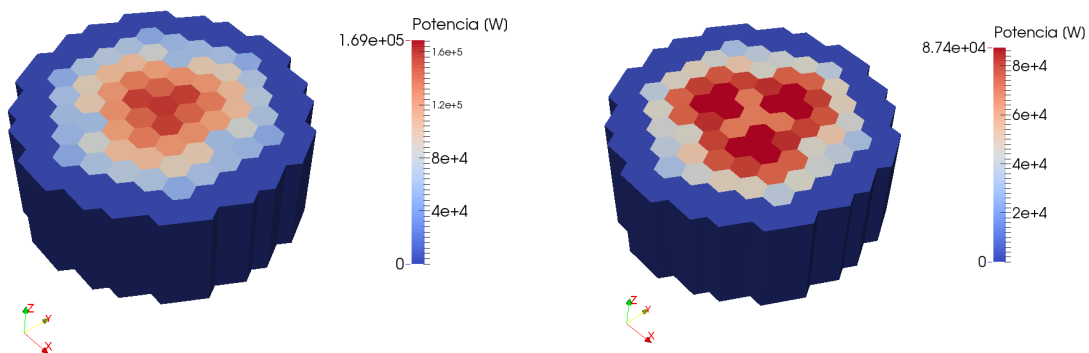 Potencia (W)
1.69e+05
1.6e+5
1.2e+5
8e+4
4e+4
0
Z
Y
X
Potencia (W)
8.74e+04
8e+4
6e+4
4e+4
2e+4
0
Z
Y
X